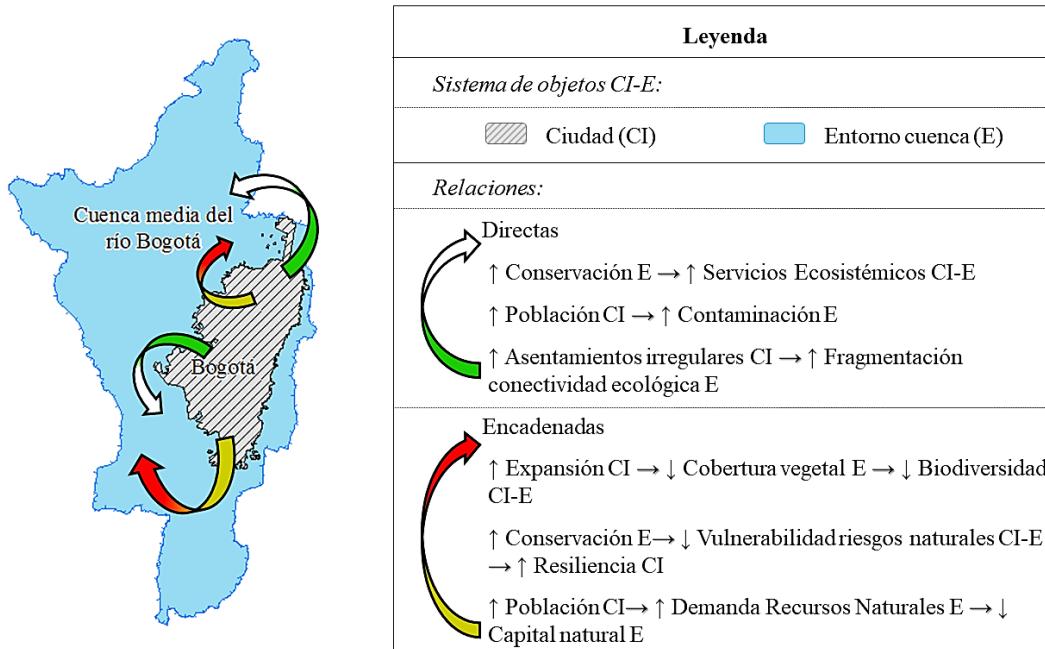 Cuenca media del
río Bogotá
Bogotá
Leyenda
Sistema de objetos CI-E:
Ciudad (CI)
Entorno cuenca (E)
Relaciones:
Directas
↑ Conservación E → ↑ Servicios Ecosistémicos CI-E
↑ Población CI → ↑ Contaminación E
↑ Asentamientos irregulares CI → ↑ Fragmentación
conectividad ecológica E
Encadenadas
↑ Expansión CI → ↓ Cobertura vegetal E → ↓ Biodiversidad
CI-E
↑ Conservación E→ ↓ Vulnerabilidad riesgos naturales CI-E
→ ↑ Resiliencia CI
↑ Población CI→ ↑ Demanda Recursos Naturales E → ↓
Capital natural E